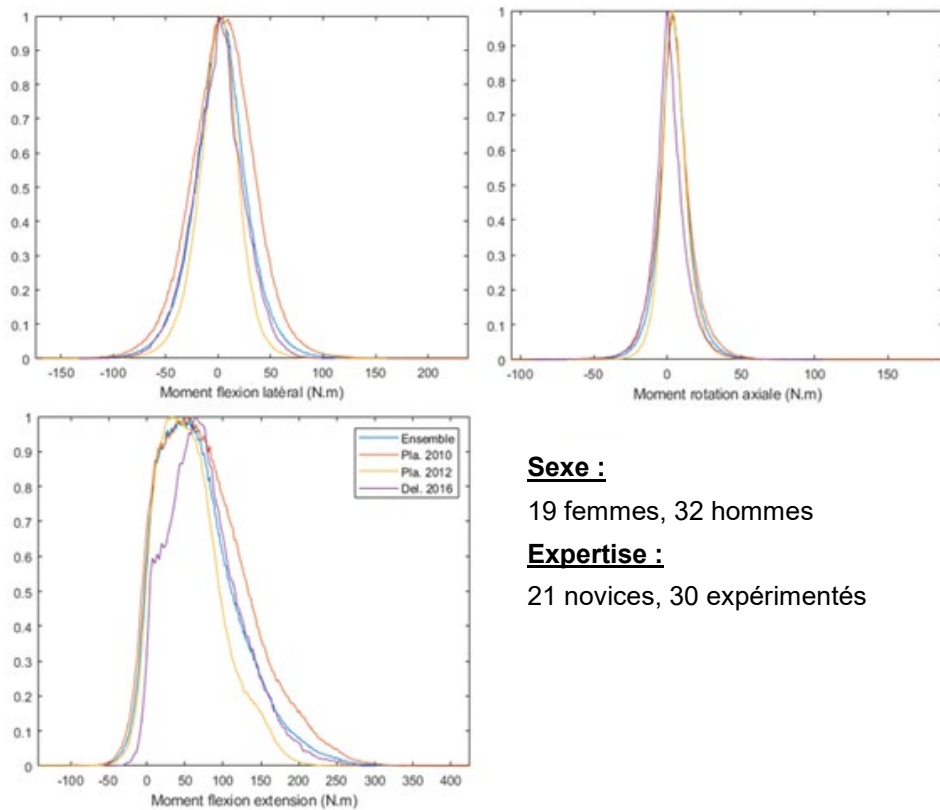 1
0.9
0.8
0.7
0.6
0.5
0.4
0.3
0.2
0.1
0
-150 -100 -50 0 50 100 150 200
Moment flexion latéral (N.m)
1
0.9
0.8
0.7
0.6
0.5
0.4
0.3
0.2
0.1
0
-100 -50 0 50 100 150
Moment rotation axiale (N.m)
1
0.9
0.8
0.7
0.6
0.5
0.4
0.3
0.2
0.1
0
-100 -50 0 50 100 150 200 250 300 350 400
Moment flexion extension (N.m)
Ensemble
Pla. 2010
Pla. 2012
Del. 2016
Sexe :
19 femmes, 32 hommes
Expertise :
21 novices, 30 expérimentés